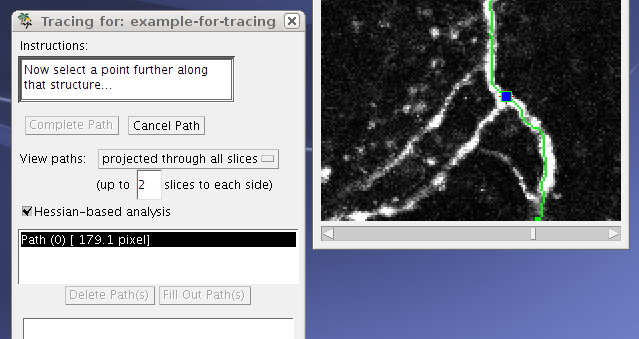 Tracing for: example-for-tracing
Instructions:
Now select a point further along
that structure...
Complete Path Cancel Path
View paths: projected through all slices
(up to 2 slices to each side)
Hessian-based analysis
Path (0) [ 179.1 pixel]
Delete Path(s) Fill Out Path(s)